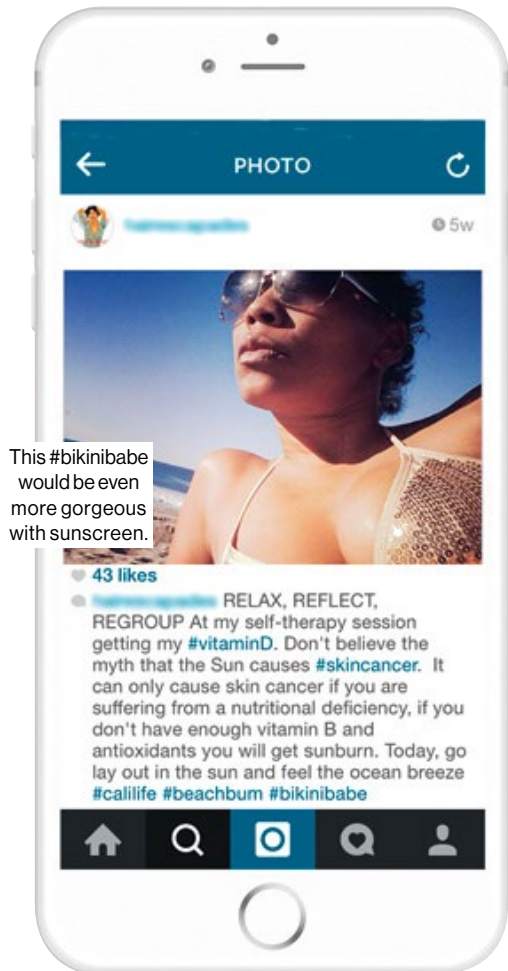 PHOTO
5w
This #bikinibabe
would be even
more gorgeous
with sunscreen.
43 likes
RELAX, REFLECT,
REGROUP At my self-therapy session
getting my #vitaminD. Don't believe the
myth that the Sun causes #skincancer.  It
can only cause skin cancer if you are
suffering from a nutritional deficiency, if you
don't have enough vitamin B and
antioxidants you will get sunburn. Today, go
lay out in the sun and feel the ocean breeze
#calilife #beachbum #bikinibabe